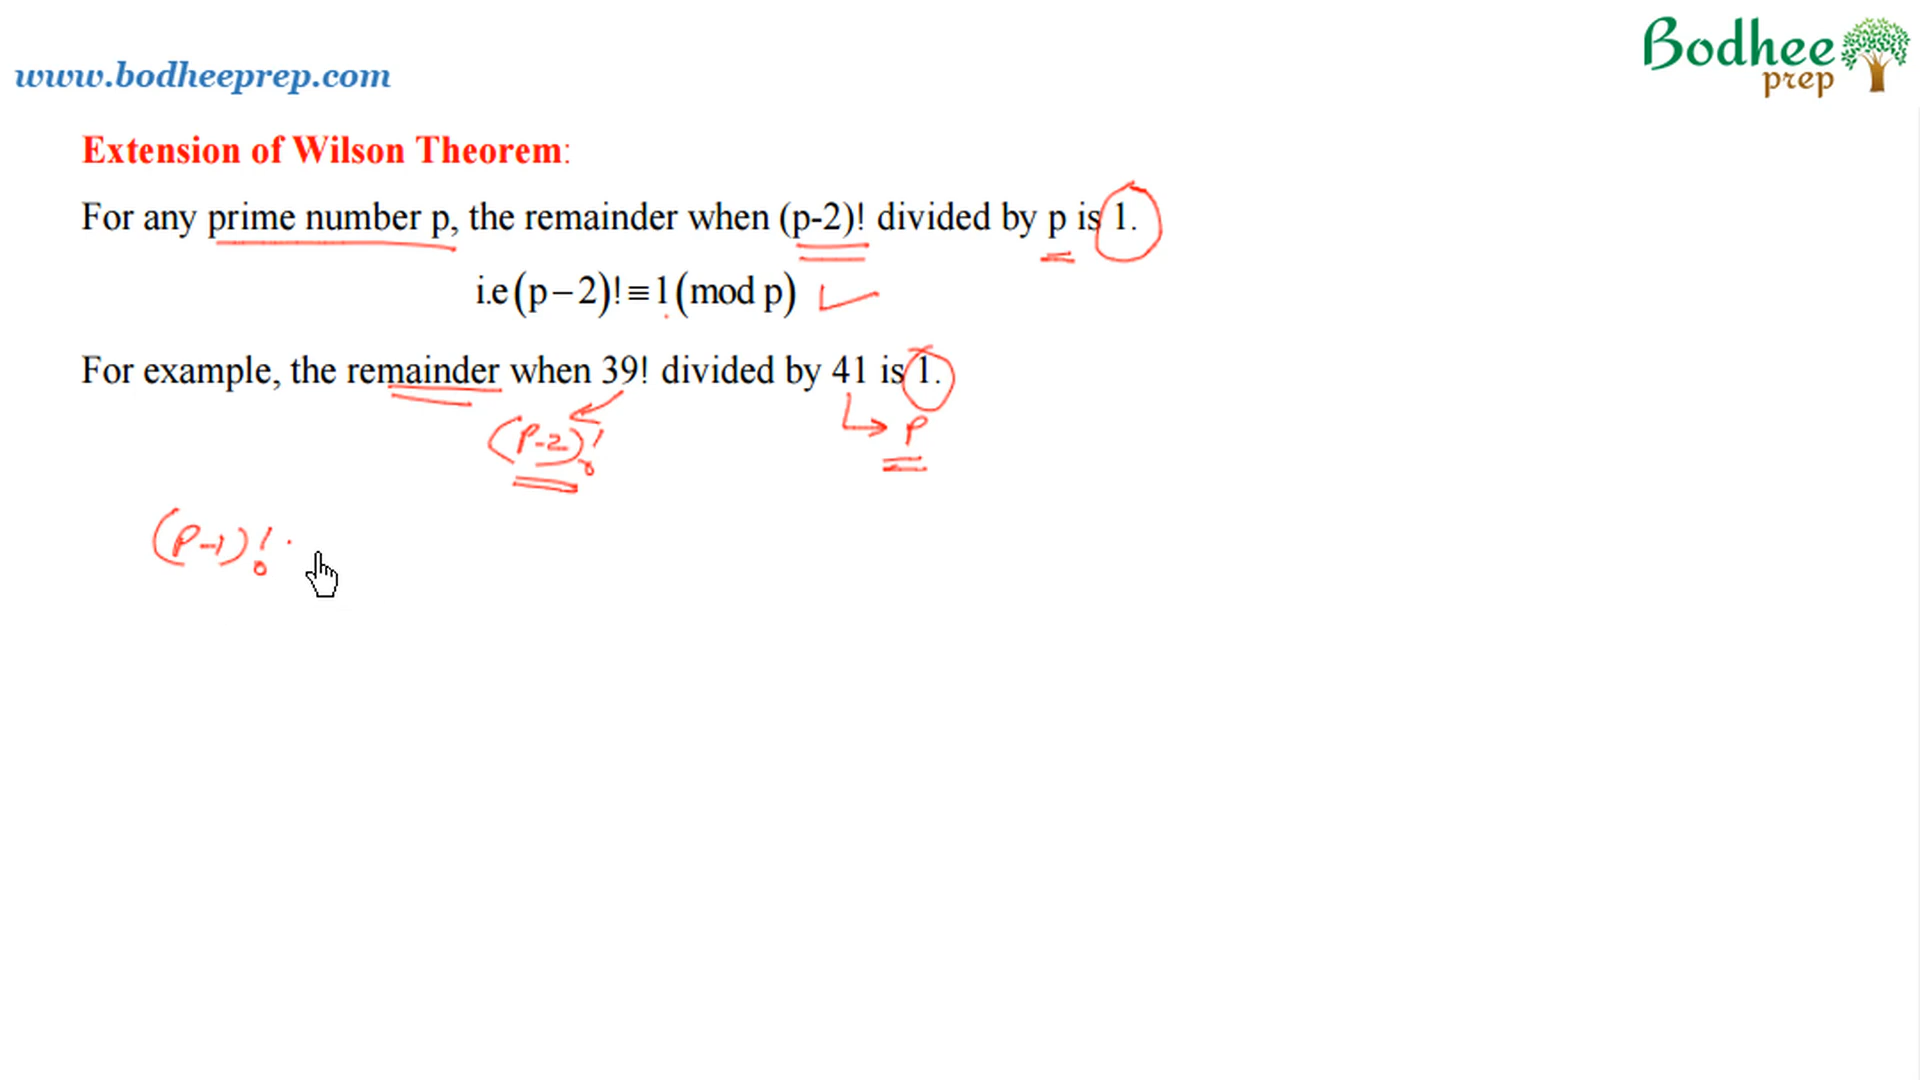 www.bodheeprep.com
Bodhee
prep
Extension of Wilson Theorem:
For any prime number p, the remainder when (p-2)! divided by p is 1.
i.e (p−2)!≡1(mod p)
For example, the remainder when 39! divided by 41 is 1.
(P-2)! P
(P-1)!